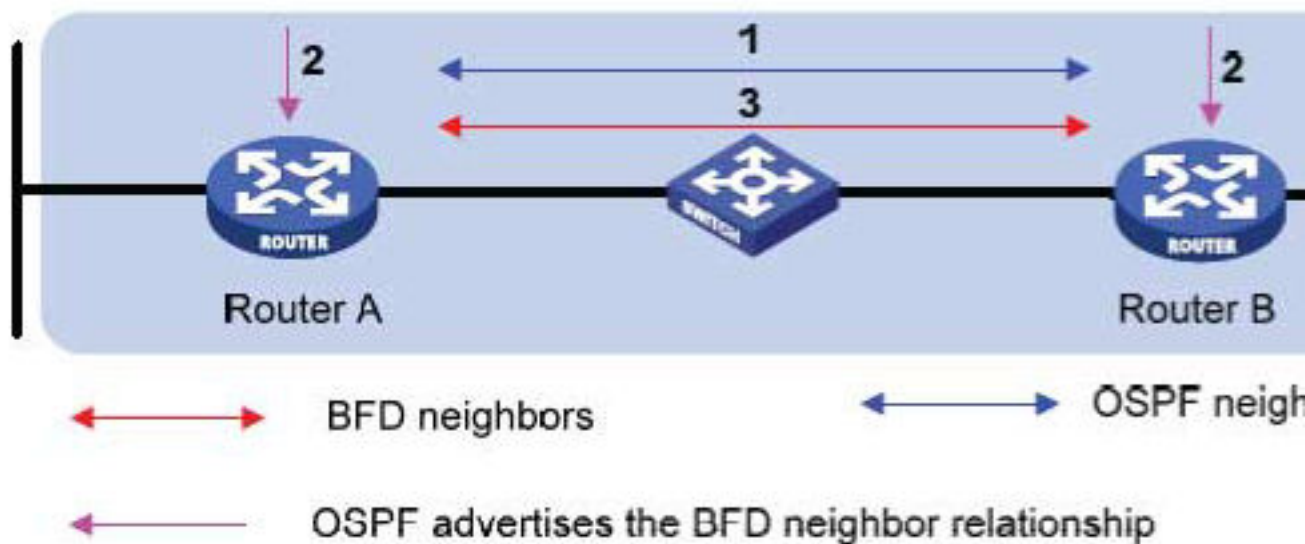 2
1
2
3
ROUTER
SWITCH
ROUTER
Router A
Router B
BFD neighbors
OSPF neigh
OSPF advertises the BFD neighbor relationship